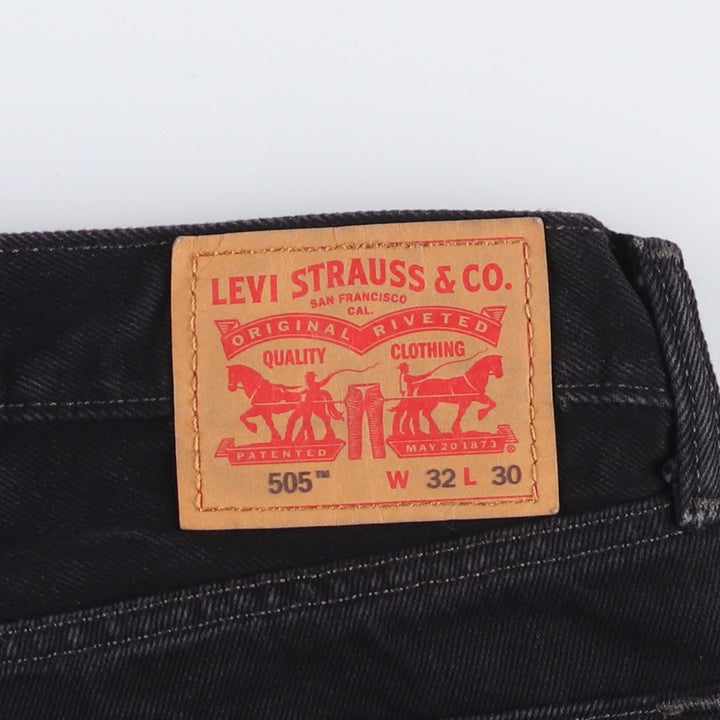 LEVI STRAUSS & CO.
SAN FRANCISCO
CAL.
ORIGINAL RIVETED
QUALITY CLOTHING
PATENTED MAY 20 1873 ®
505™ W 32 L 30